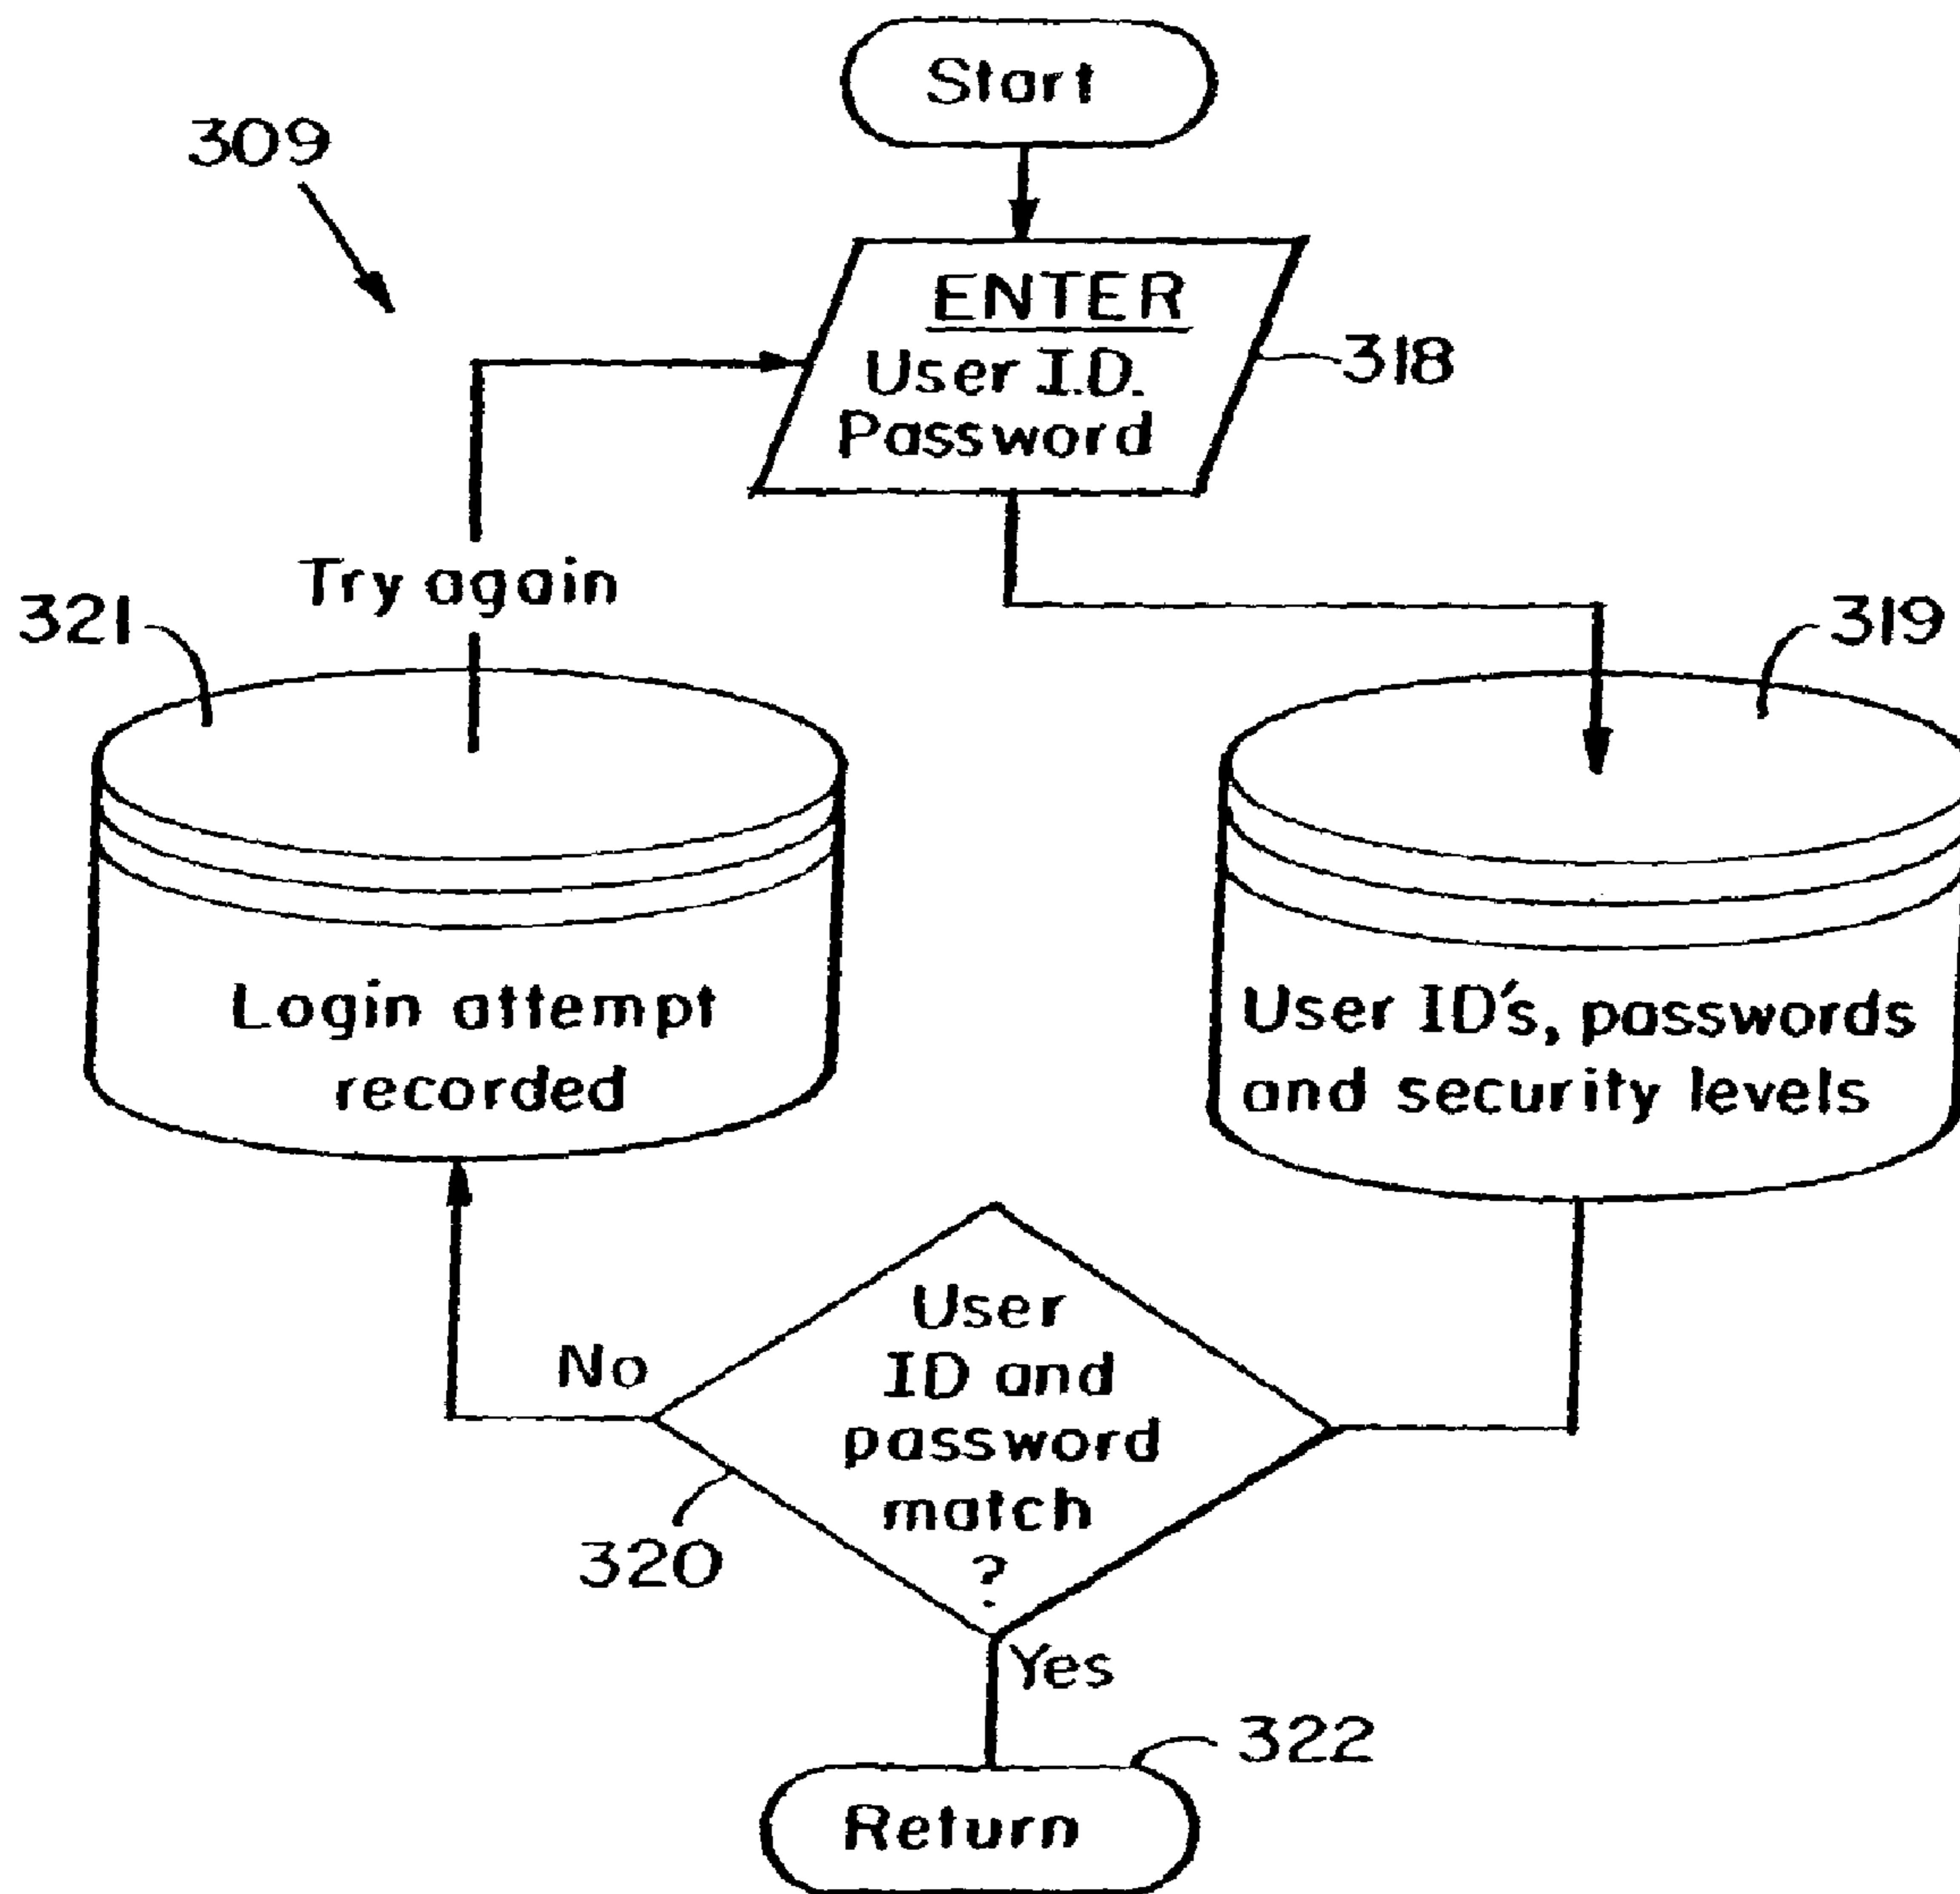 Start
309
ENTER
User I.D.
Password
318
Try again
321
319
Login attempt
recorded
User ID's, passwords
and security levels
No
User
ID and
password
match
?
320
Yes
322
Return